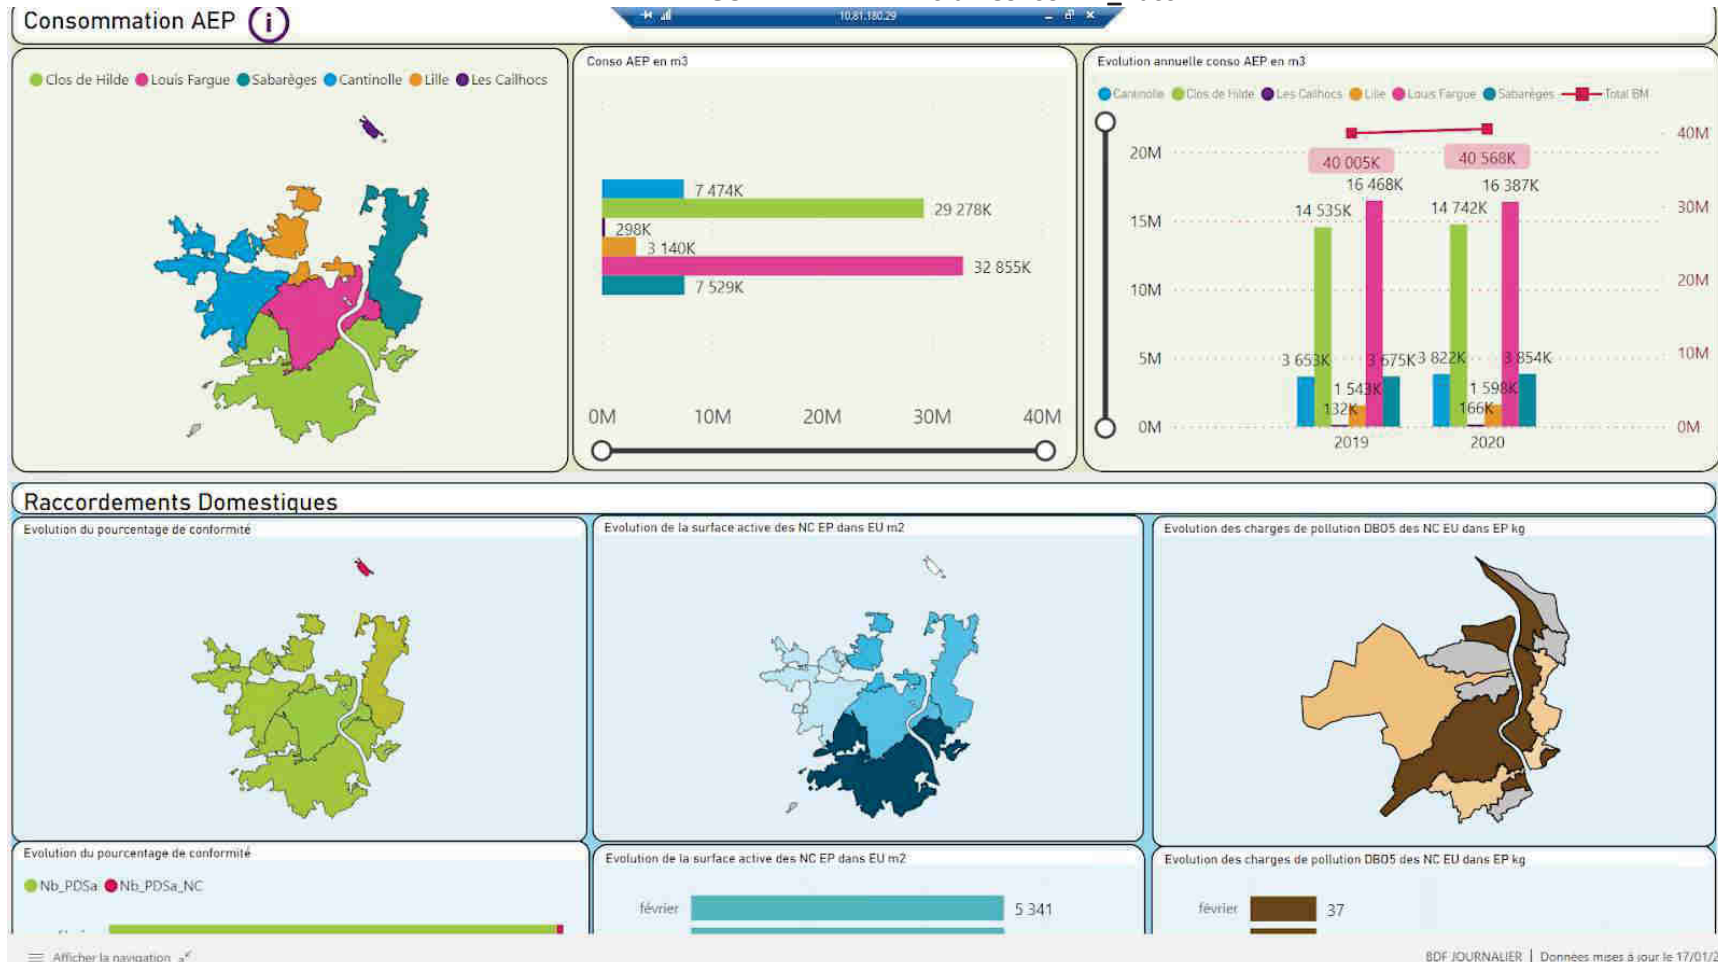 Consommation AEP
10.81.180.29
Clos de Hilde Louis Fargue Sabarèges Cantinolle Lille Les Cailhocs
Conso AEP en m3
7 474K
29 278K
298K
3 140K
32 855K
7 529K
0M 10M 20M 30M 40M
Evolution annuelle conso AEP en m3
Cantinolle Clos de Hilde Les Cailhocs Lille Louis Fargue Sabarèges Total BM
20M
15M
10M
5M
0M
40M
30M
20M
10M
0M
40 005K
40 568K
16 468K
16 387K
14 535K
14 742K
3 653K
3 675K
3 822K
3 854K
1 543K
1 598K
132K
166K
2019 2020
Raccordements Domestiques
Evolution du pourcentage de conformité
Evolution de la surface active des NC EP dans EU m2
Evolution des charges de pollution DBO5 des NC EU dans EP kg
Evolution du pourcentage de conformité
Nb_PDSa Nb_PDSa_NC
Evolution de la surface active des NC EP dans EU m2
février 5 341
Evolution des charges de pollution DBO5 des NC EU dans EP kg
février 37
Afficher la navigation
BDF JOURNALIER | Données mises à jour le 17/01/2